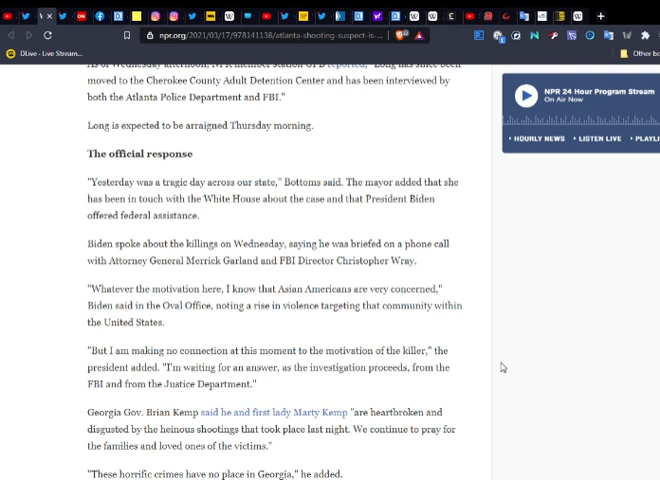 npr.org/2021/03/17/978141138/atlanta-shooting-suspect-is-...
DLive - Live Stream...
Other bo
As of Wednesday afternoon, NPR member station GPB reported, "Long has since been
moved to the Cherokee County Adult Detention Center and has been interviewed by
both the Atlanta Police Department and FBI."
Long is expected to be arraigned Thursday morning.
The official response
"Yesterday was a tragic day across our state," Bottoms said. The mayor added that she
has been in touch with the White House about the case and that President Biden
offered federal assistance.
Biden spoke about the killings on Wednesday, saying he was briefed on a phone call
with Attorney General Merrick Garland and FBI Director Christopher Wray.
"Whatever the motivation here, I know that Asian Americans are very concerned,"
Biden said in the Oval Office, noting a rise in violence targeting that community within
the United States.
"But I am making no connection at this moment to the motivation of the killer," the
president added. "I'm waiting for an answer, as the investigation proceeds, from the
FBI and from the Justice Department."
Georgia Gov. Brian Kemp said he and first lady Marty Kemp "are heartbroken and
disgusted by the heinous shootings that took place last night. We continue to pray for
the families and loved ones of the victims."
"These horrific crimes have no place in Georgia," he added.
NPR 24 Hour Program Stream
On Air Now
HOURLY NEWS
LISTEN LIVE
PLAYLI